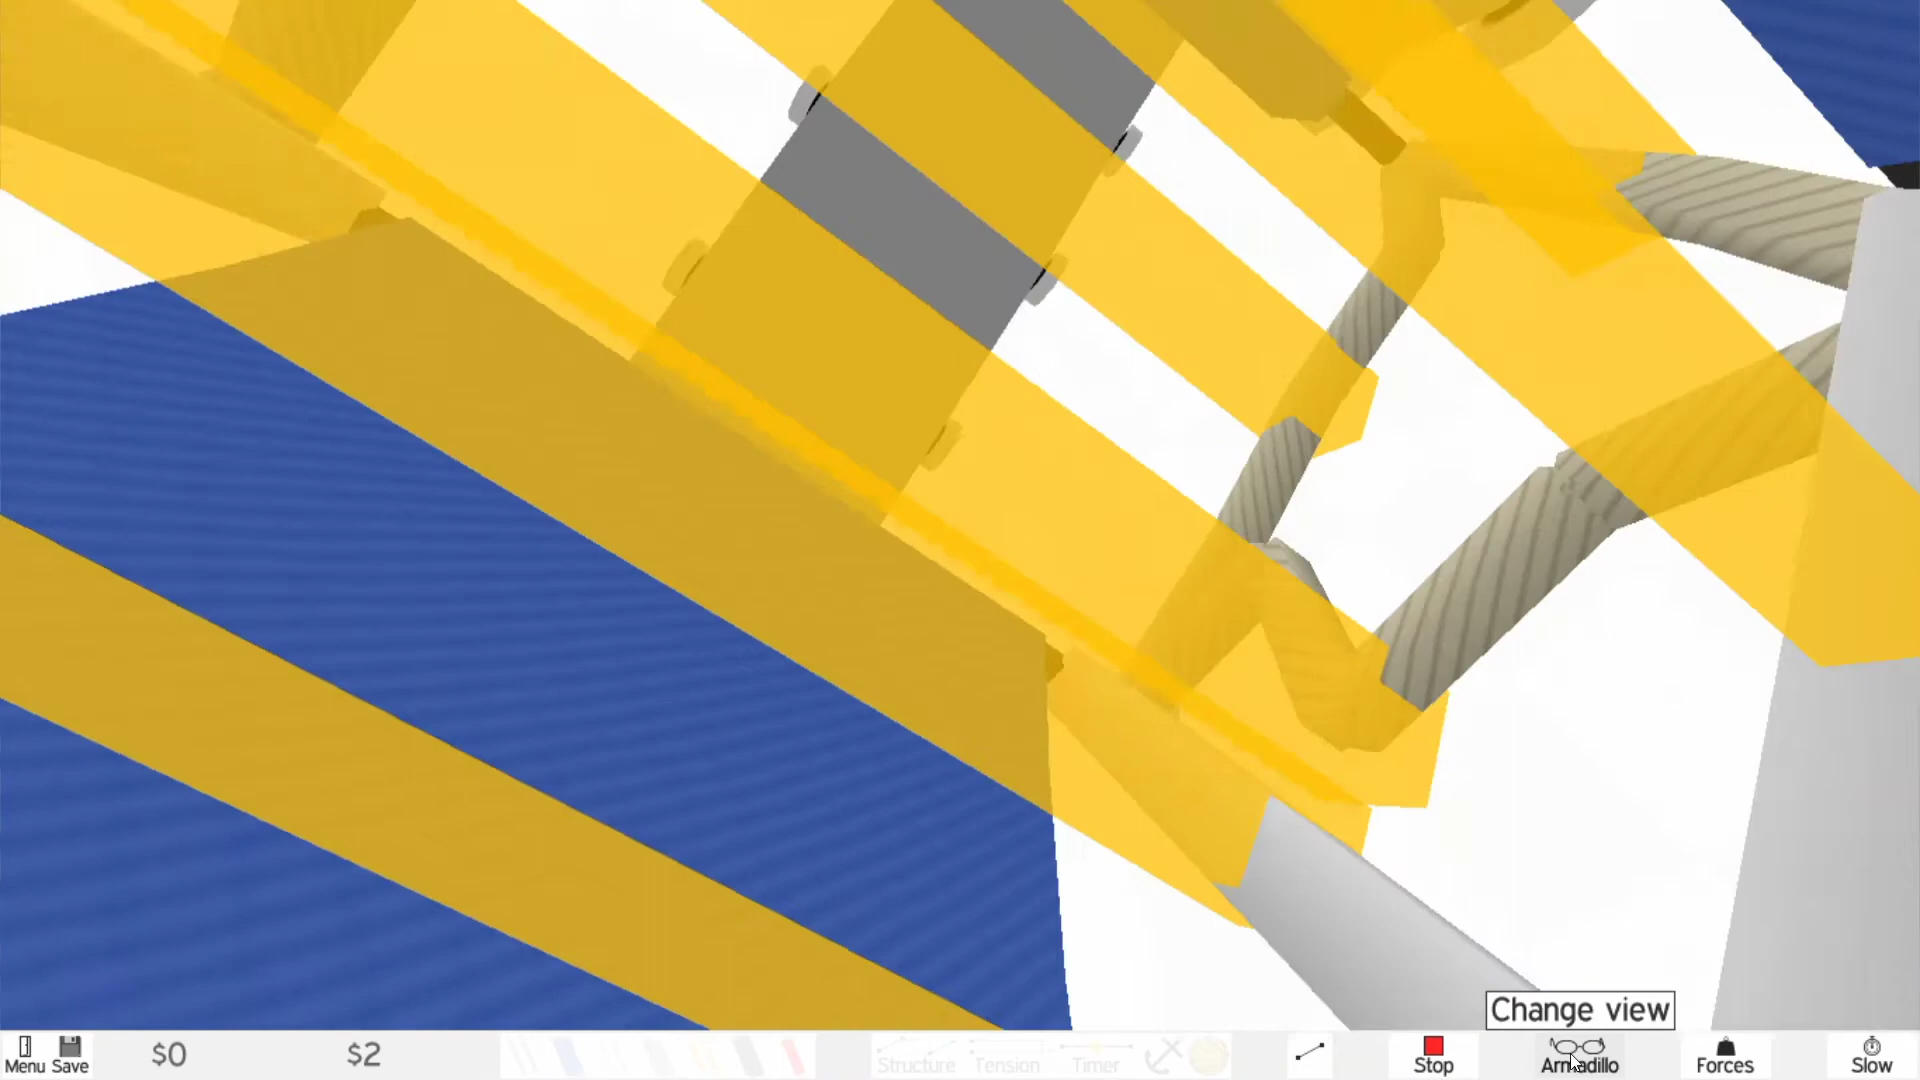 Change view
Menu Save $0 $2 Structure Tension Timer Stop Armadillo Forces Slow